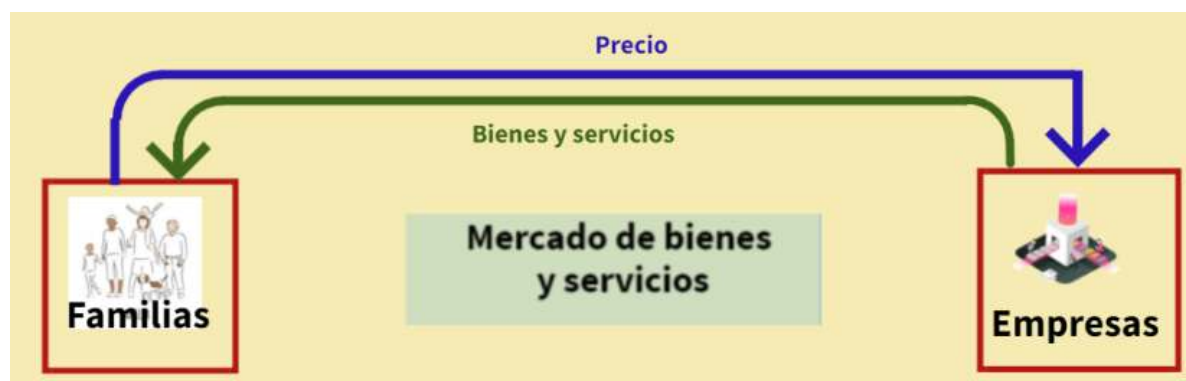 Precio
Bienes y servicios
Mercado de bienes
y servicios
Familias
Empresas